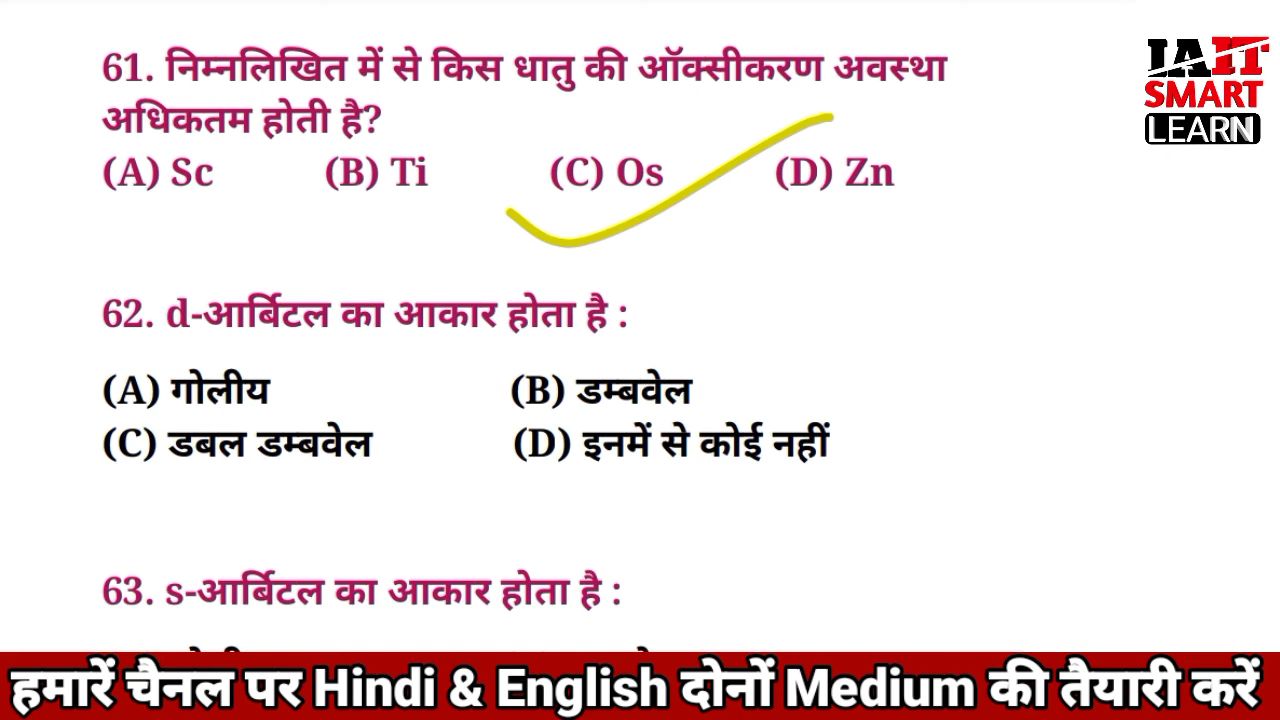 61. निम्नलिखित में से किस धातु की ऑक्सीकरण अवस्था
अधिकतम होती है?
(A) Sc (B) Ti (C) Os (D) Zn
IAIT
SMART
LEARN
62. d-आर्बिटल का आकार होता है :
(A) गोलीय (B) डम्बवेल
(C) डबल डम्बवेल (D) इनमें से कोई नहीं
63. s-आर्बिटल का आकार होता है :
हमारें चैनल पर Hindi & English दोनों Medium की तैयारी करें